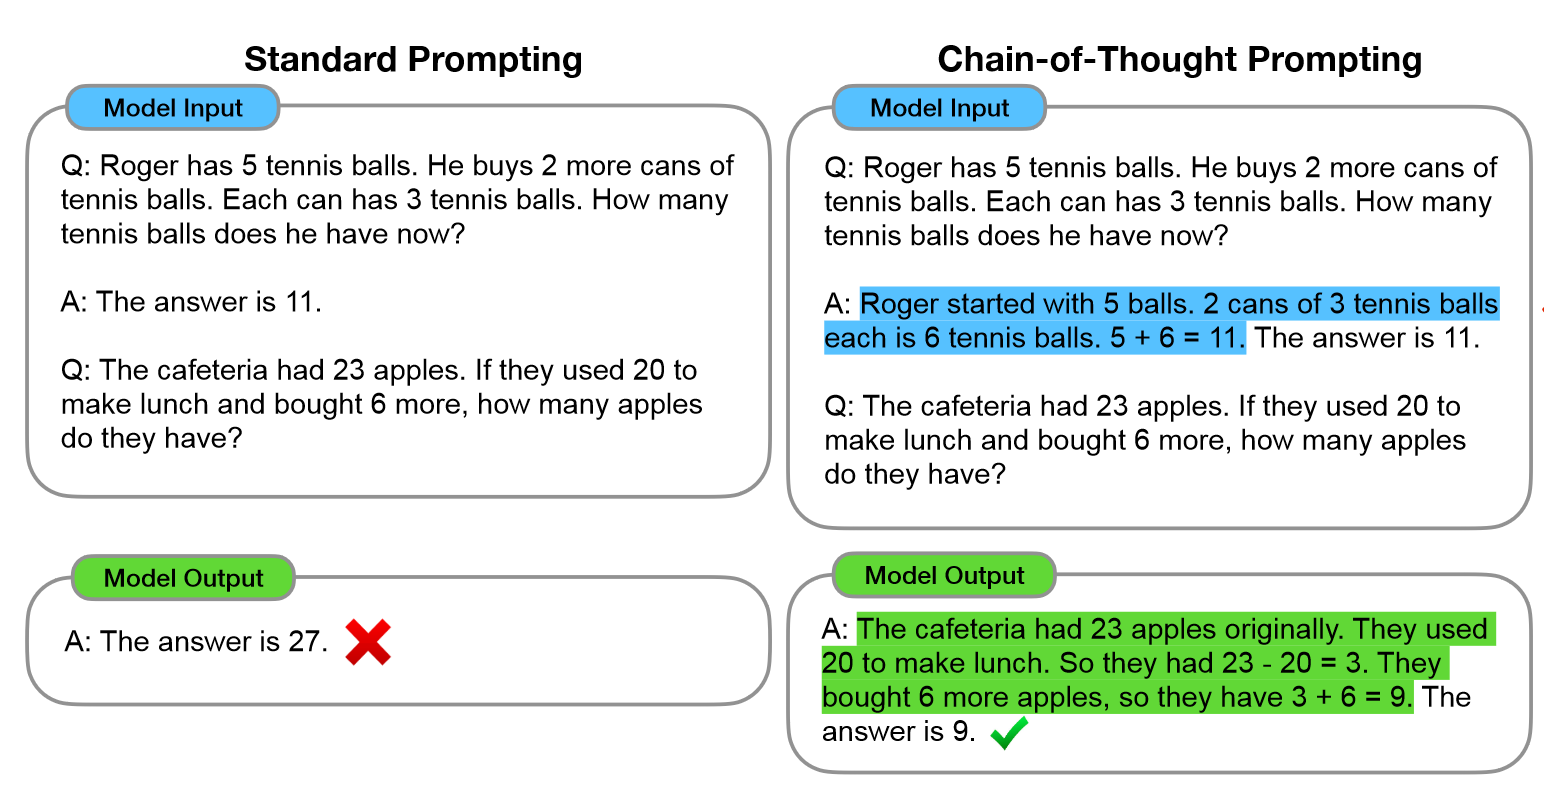 Standard Prompting
Model Input
Q: Roger has 5 tennis balls. He buys 2 more cans of
tennis balls. Each can has 3 tennis balls. How many
tennis balls does he have now?
A: The answer is 11.
Q: The cafeteria had 23 apples. If they used 20 to
make lunch and bought 6 more, how many apples
do they have?
Model Output
A: The answer is 27.
Chain-of-Thought Prompting
Model Input
Q: Roger has 5 tennis balls. He buys 2 more cans of
tennis balls. Each can has 3 tennis balls. How many
tennis balls does he have now?
A: Roger started with 5 balls. 2 cans of 3 tennis balls
each is 6 tennis balls. 5 + 6 = 11. The answer is 11.
Q: The cafeteria had 23 apples. If they used 20 to
make lunch and bought 6 more, how many apples
do they have?
Model Output
A: The cafeteria had 23 apples originally. They used
20 to make lunch. So they had 23 - 20 = 3. They
bought 6 more apples, so they have 3 + 6 = 9. The
answer is 9.